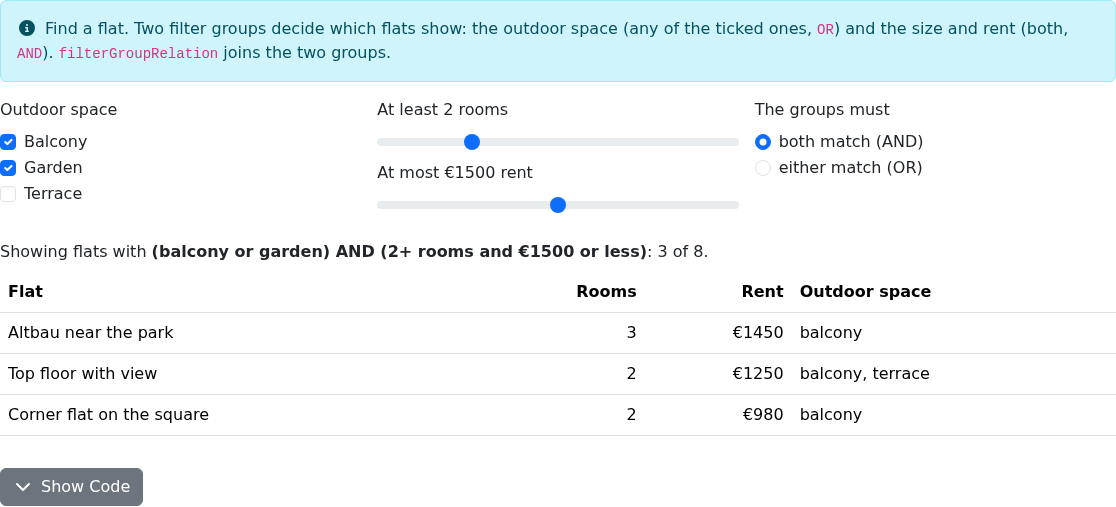 Find a flat. Two filter groups decide which flats show: the outdoor space (any of the ticked ones, OR) and the size and rent (both,
AND). filterGroupRelation joins the two groups.
Outdoor space
Balcony
Garden
Terrace
At least 2 rooms
At most €1500 rent
The groups must
both match (AND)
either match (OR)
Showing flats with (balcony or garden) AND (2+ rooms and €1500 or less): 3 of 8.
Flat Rooms Rent Outdoor space
Altbau near the park 3 €1450 balcony
Top floor with view 2 €1250 balcony, terrace
Corner flat on the square 2 €980 balcony
Show Code